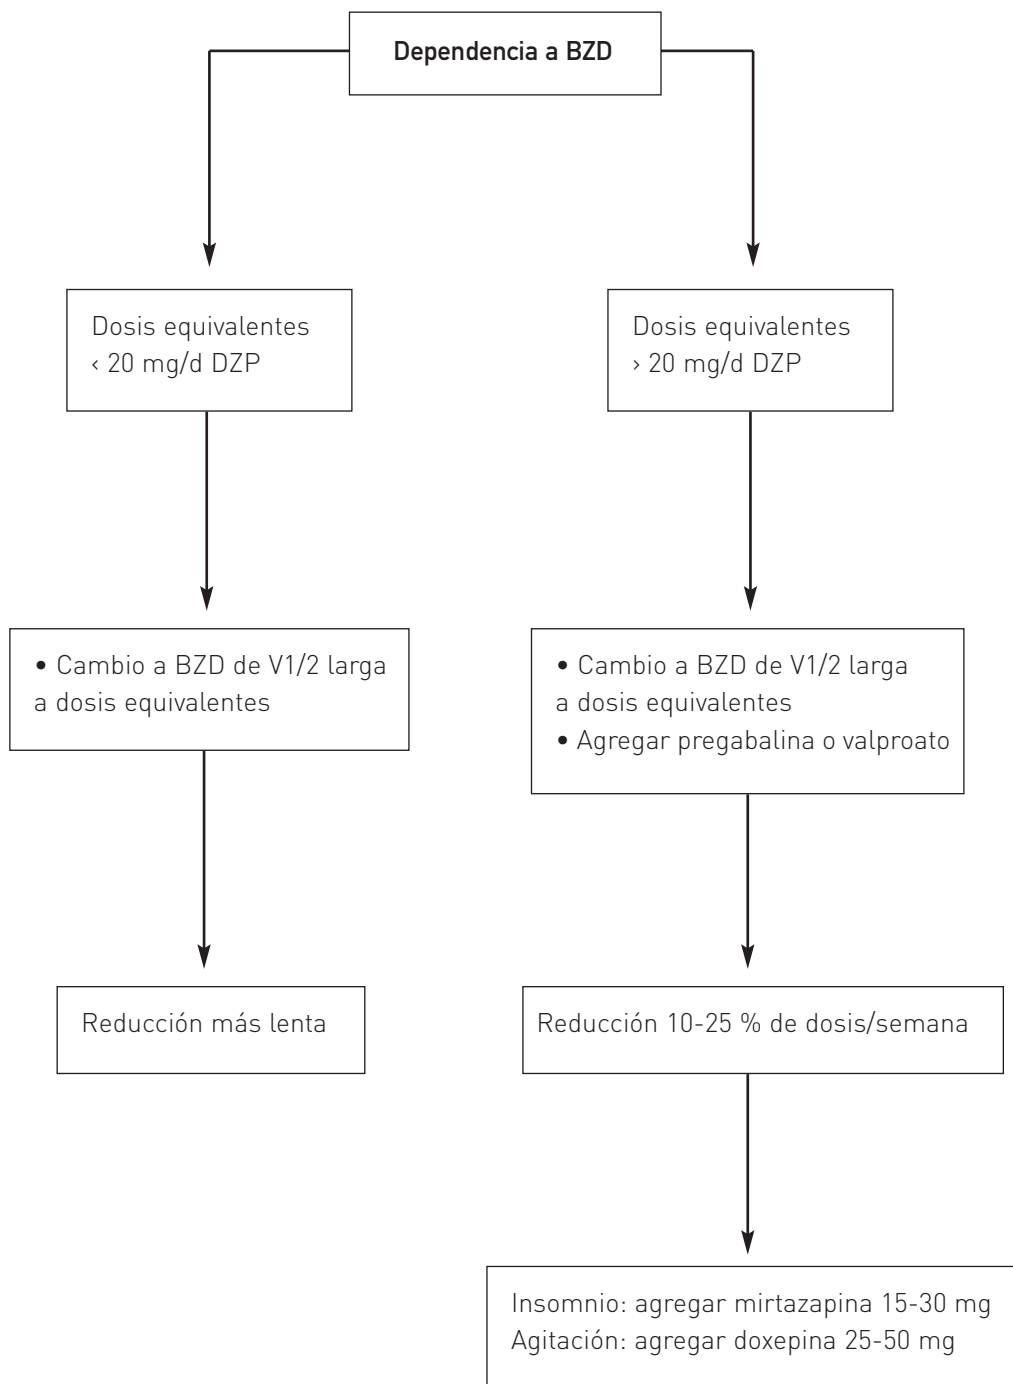 Dependencia a BZD
Dosis equivalentes
‹ 20 mg/d DZP
Dosis equivalentes
› 20 mg/d DZP
• Cambio a BZD de V1/2 larga
a dosis equivalentes
• Cambio a BZD de V1/2 larga
a dosis equivalentes
• Agregar pregabalina o valproato
Reducción más lenta
Reducción 10-25 % de dosis/semana
Insomnio: agregar mirtazapina 15-30 mg
Agitación: agregar doxepina 25-50 mg